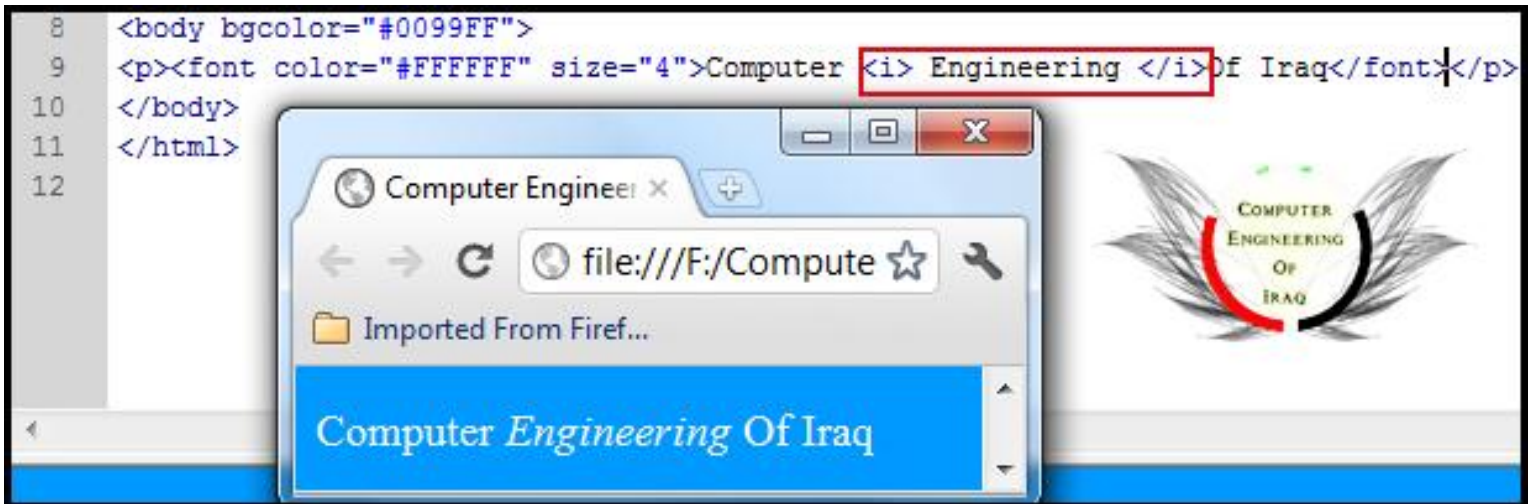 8 <body bgcolor="#0099FF">
9 <p><font color="#FFFFFF" size="4">Computer <i> Engineering </i>Of Iraq</font></p>
10 </body>
11 </html>
12
Computer Engineer
file:///F:/Compute
Imported From Firef...
Computer Engineering Of Iraq
COMPUTER
ENGINEERING
OF
IRAQ